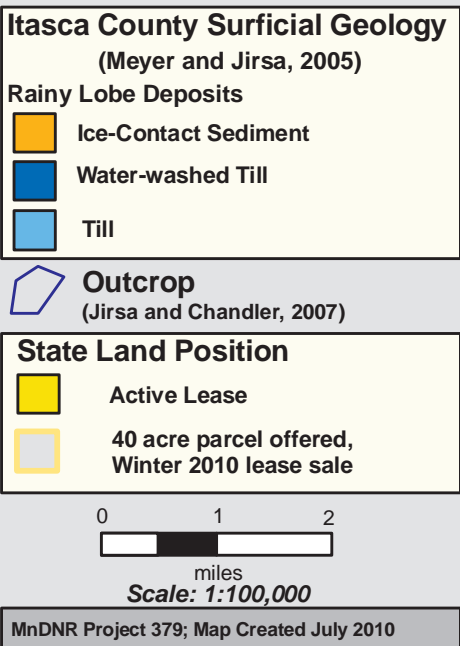 Itasca County Surficial Geology
(Meyer and Jirsa, 2005)
Rainy Lobe Deposits
Ice-Contact Sediment
Water-washed Till
Till
Outcrop
(Jirsa and Chandler, 2007)
State Land Position
Active Lease
40 acre parcel offered,
Winter 2010 lease sale
0 1 2
miles
Scale: 1:100,000
MnDNR Project 379; Map Created July 2010